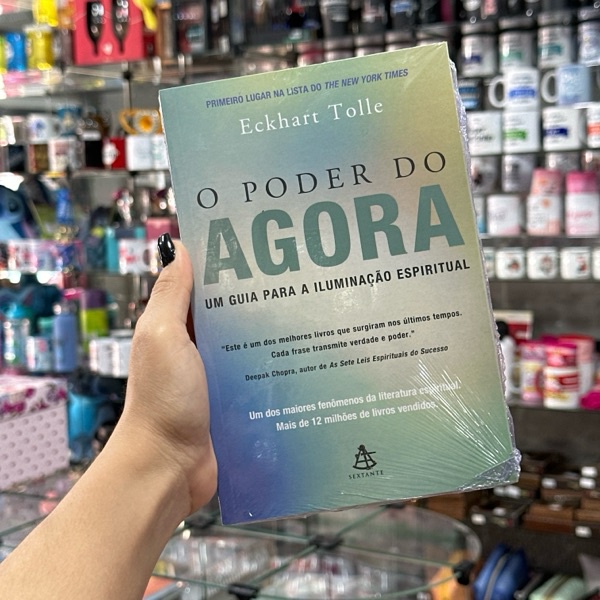 PRIMEIRO LUGAR NA LISTA DO THE NEW YORK TIMES
Eckhart Tolle
O PODER DO
AGORA
UM GUIA PARA A ILUMINAÇÃO ESPIRITUAL
"Este é um dos melhores livros que surgiram nos últimos tempos.
Cada frase transmite verdade e poder."
Deepak Chopra, autor de As Sete Leis Espirituais do Sucesso
Um dos maiores fenômenos da literatura espiritual.
Mais de 12 milhões de livros vendidos.
SEXTANTE